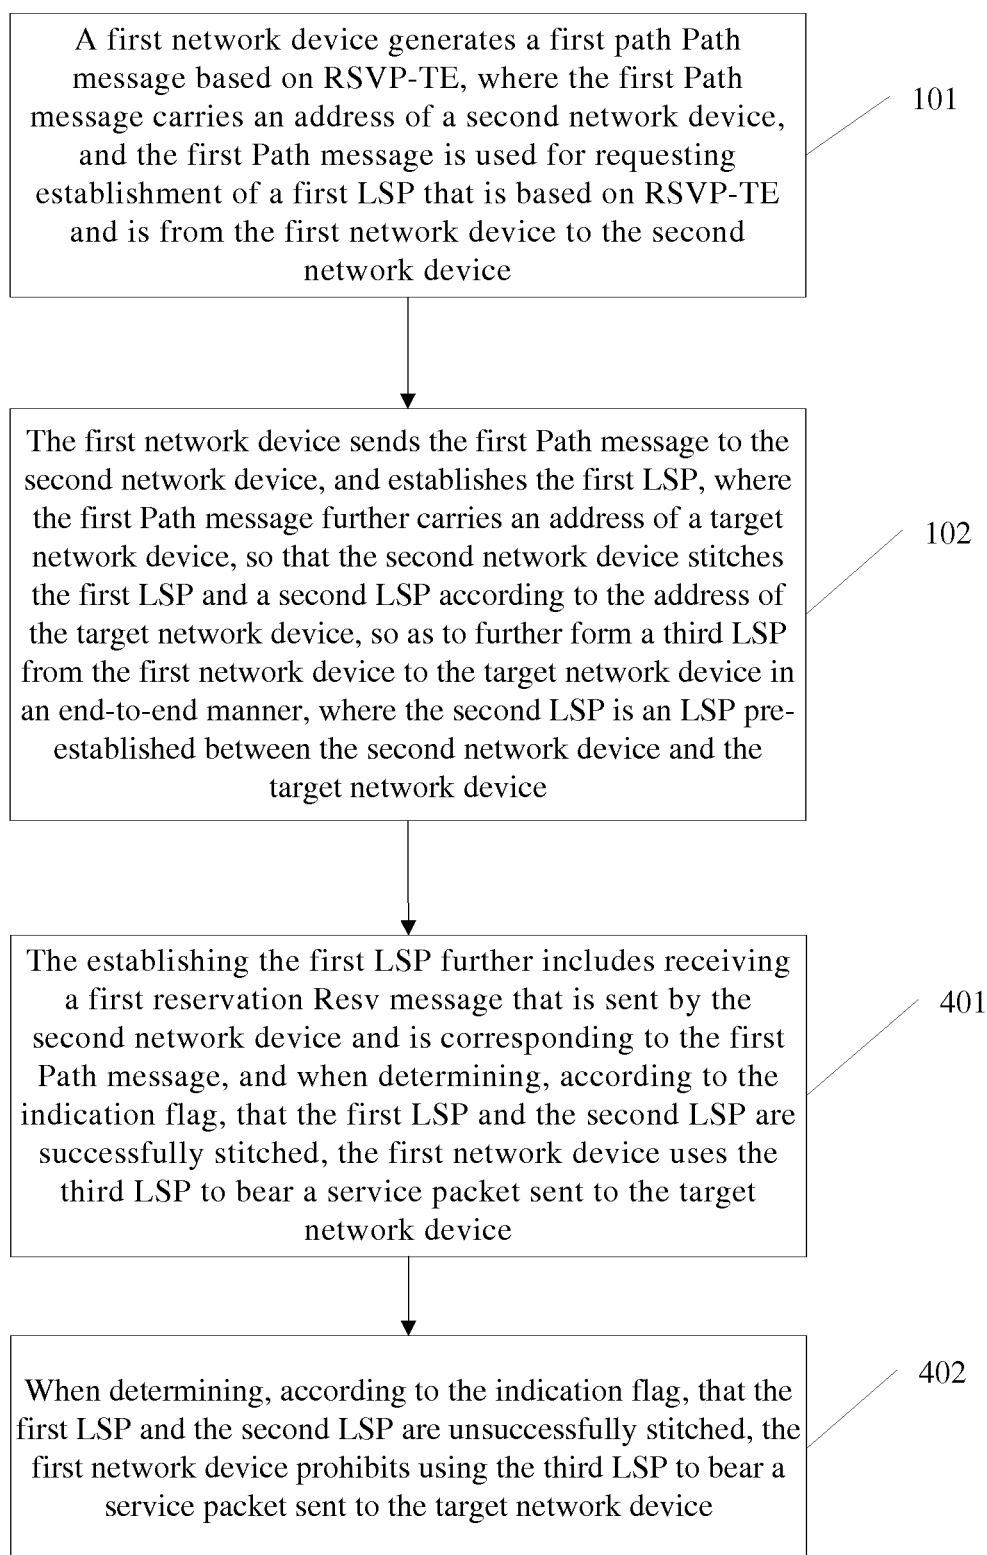 A first network device generates a first path Path
message based on RSVP-TE, where the first Path
message carries an address of a second network device,
and the first Path message is used for requesting
establishment of a first LSP that is based on RSVP-TE
and is from the first network device to the second
network device
101
The first network device sends the first Path message to the
second network device, and establishes the first LSP, where
the first Path message further carries an address of a target
network device, so that the second network device stitches
the first LSP and a second LSP according to the address of
the target network device, so as to further form a third LSP
from the first network device to the target network device in
an end-to-end manner, where the second LSP is an LSP pre-
established between the second network device and the
target network device
102
The establishing the first LSP further includes receiving
a first reservation Resv message that is sent by the
second network device and is corresponding to the first
Path message, and when determining, according to the
indication flag, that the first LSP and the second LSP are
successfully stitched, the first network device uses the
third LSP to bear a service packet sent to the target
network device
401
When determining, according to the indication flag, that the
first LSP and the second LSP are unsuccessfully stitched, the
first network device prohibits using the third LSP to bear a
service packet sent to the target network device
402